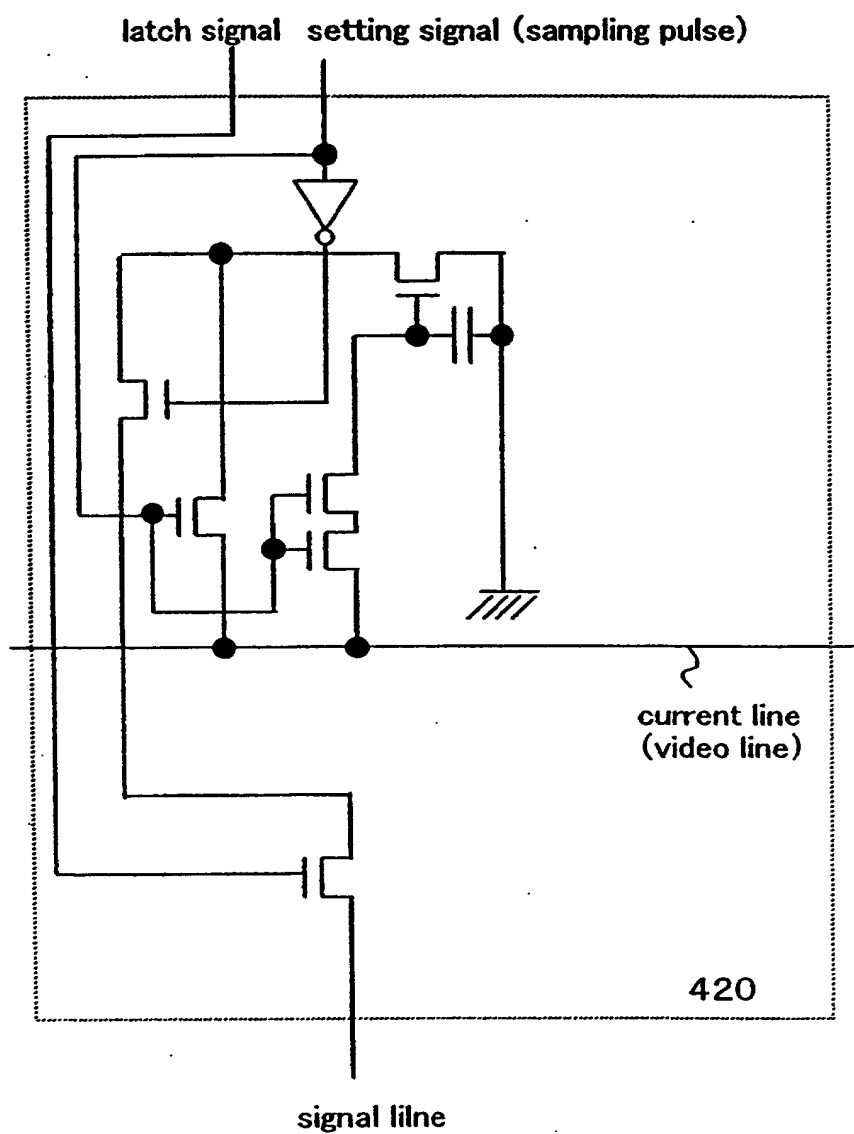 latch signal setting signal (sampling pulse)
current line
(video line)
420
signal lilne